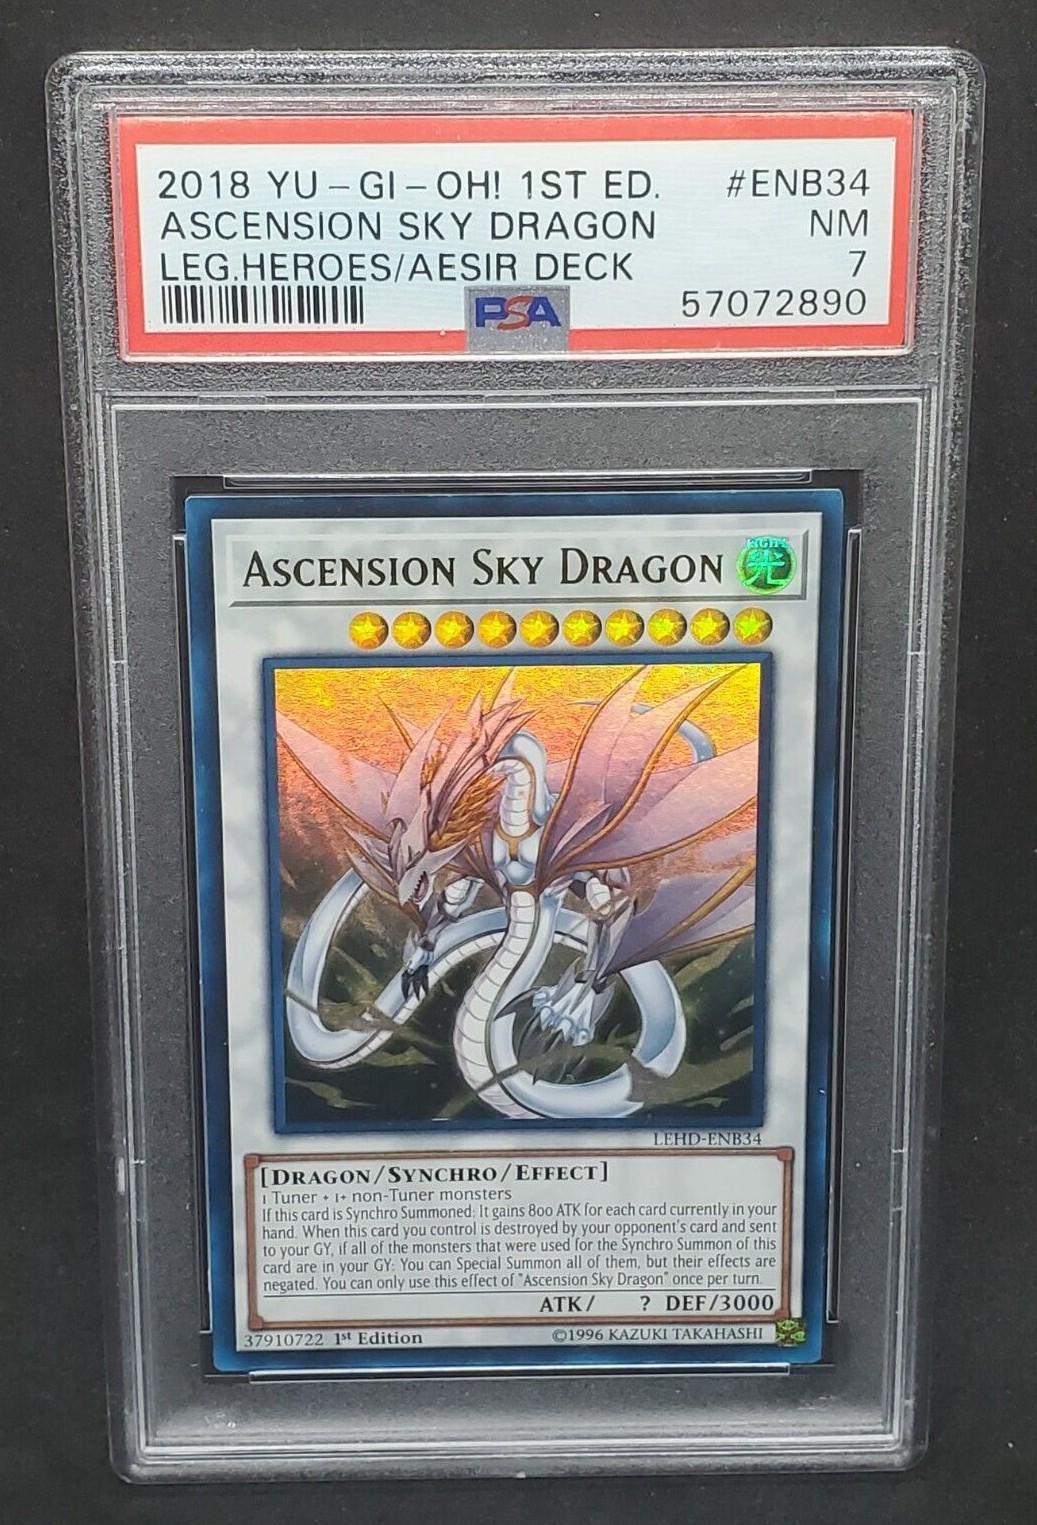 2018 YU-GI-OH! 1ST ED. #ENB34
ASCENSION SKY DRAGON NM
LEG.HEROES/AESIR DECK 7
PSA 57072890
ASCENSION SKY DRAGON
LIGHT
光
LEHD-ENB34
[DRAGON/SYNCHRO/EFFECT]
1 Tuner + 1+ non-Tuner monsters
If this card is Synchro Summoned: It gains 800 ATK for each card currently in your
hand. When this card you control is destroyed by your opponent's card and sent
to your GY, if all of the monsters that were used for the Synchro Summon of this
card are in your GY: You can Special Summon all of them, but their effects are
negated. You can only use this effect of "Ascension Sky Dragon" once per turn.
ATK/ ? DEF/3000
37910722 1st Edition ©1996 KAZUKI TAKAHASHI